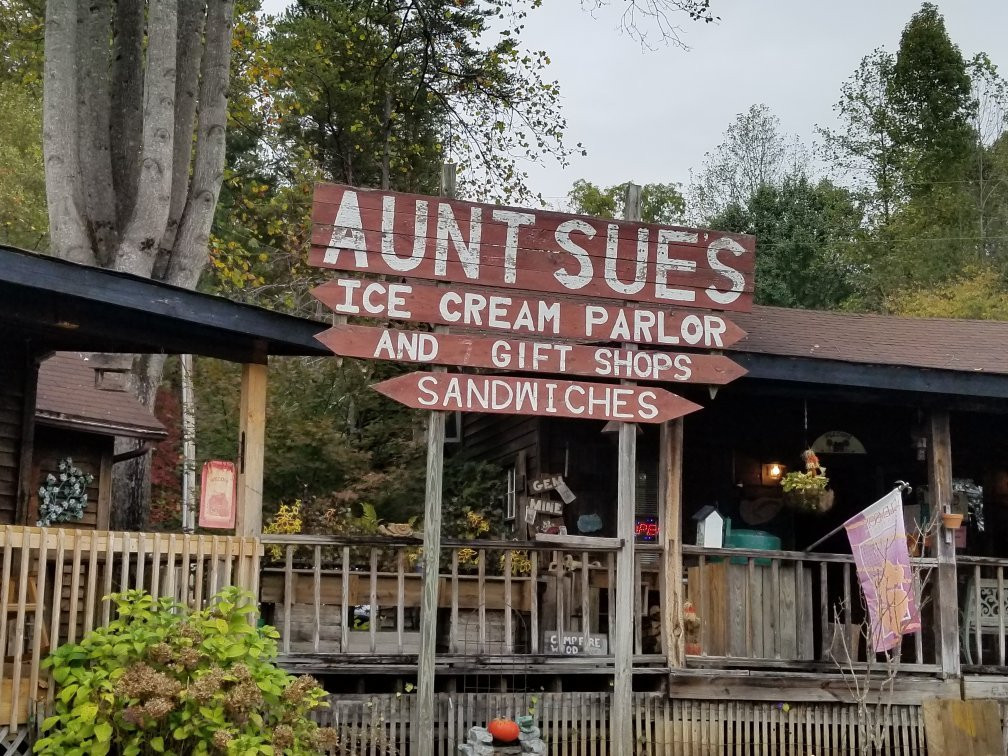 AUNT SUE'S
ICE CREAM PARLOR
AND GIFT SHOPS
SANDWICHES
GEM
MINE
CAMPFIRE
WOOD